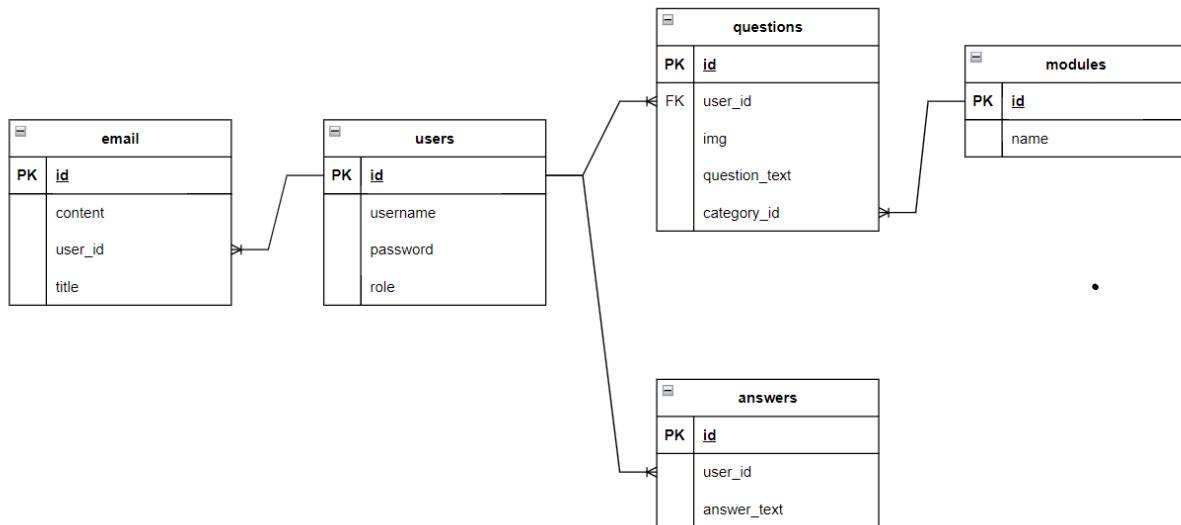 email
PK id
content
user_id
title
users
PK id
username
password
role
questions
PK id
FK user_id
img
question_text
category_id
modules
PK id
name
answers
PK id
user_id
answer_text